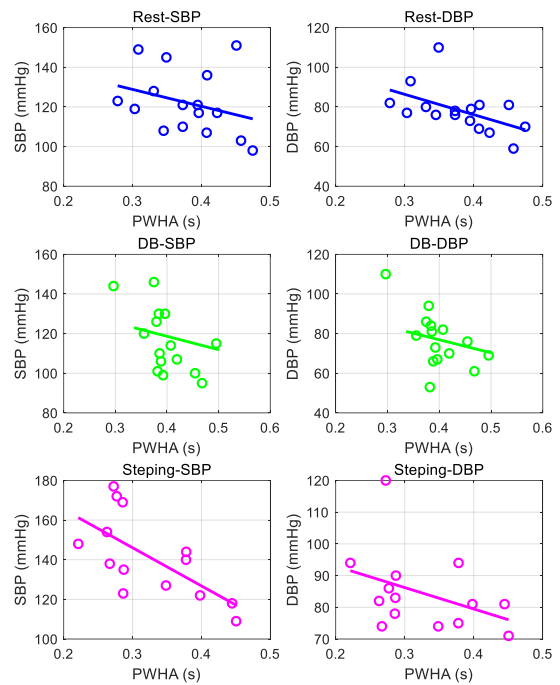 Rest-SBP
160
140
120
100
80
SBP (mmHg)
0.2 0.3 0.4 0.5
PWHA (s)
Rest-DBP
120
100
80
60
40
DBP (mmHg)
0.2 0.3 0.4 0.5
PWHA (s)
DB-SBP
160
140
120
100
80
SBP (mmHg)
0.2 0.3 0.4 0.5 0.6
PWHA (s)
DB-DBP
120
100
80
60
40
DBP (mmHg)
0.2 0.3 0.4 0.5 0.6
PWHA (s)
Steping-SBP
180
160
140
120
100
SBP (mmHg)
0.2 0.3 0.4 0.5
PWHA (s)
Steping-DBP
120
110
100
90
80
70
DBP (mmHg)
0.2 0.3 0.4 0.5
PWHA (s)